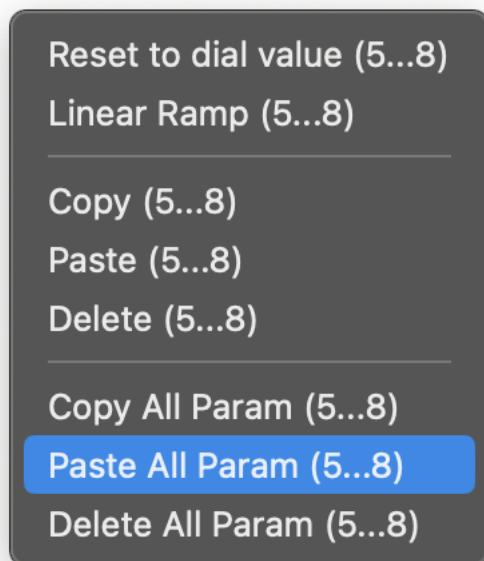 Reset to dial value (5...8)
Linear Ramp (5...8)
Copy (5...8)
Paste (5...8)
Delete (5...8)
Copy All Param (5...8)
Paste All Param (5...8)
Delete All Param (5...8)